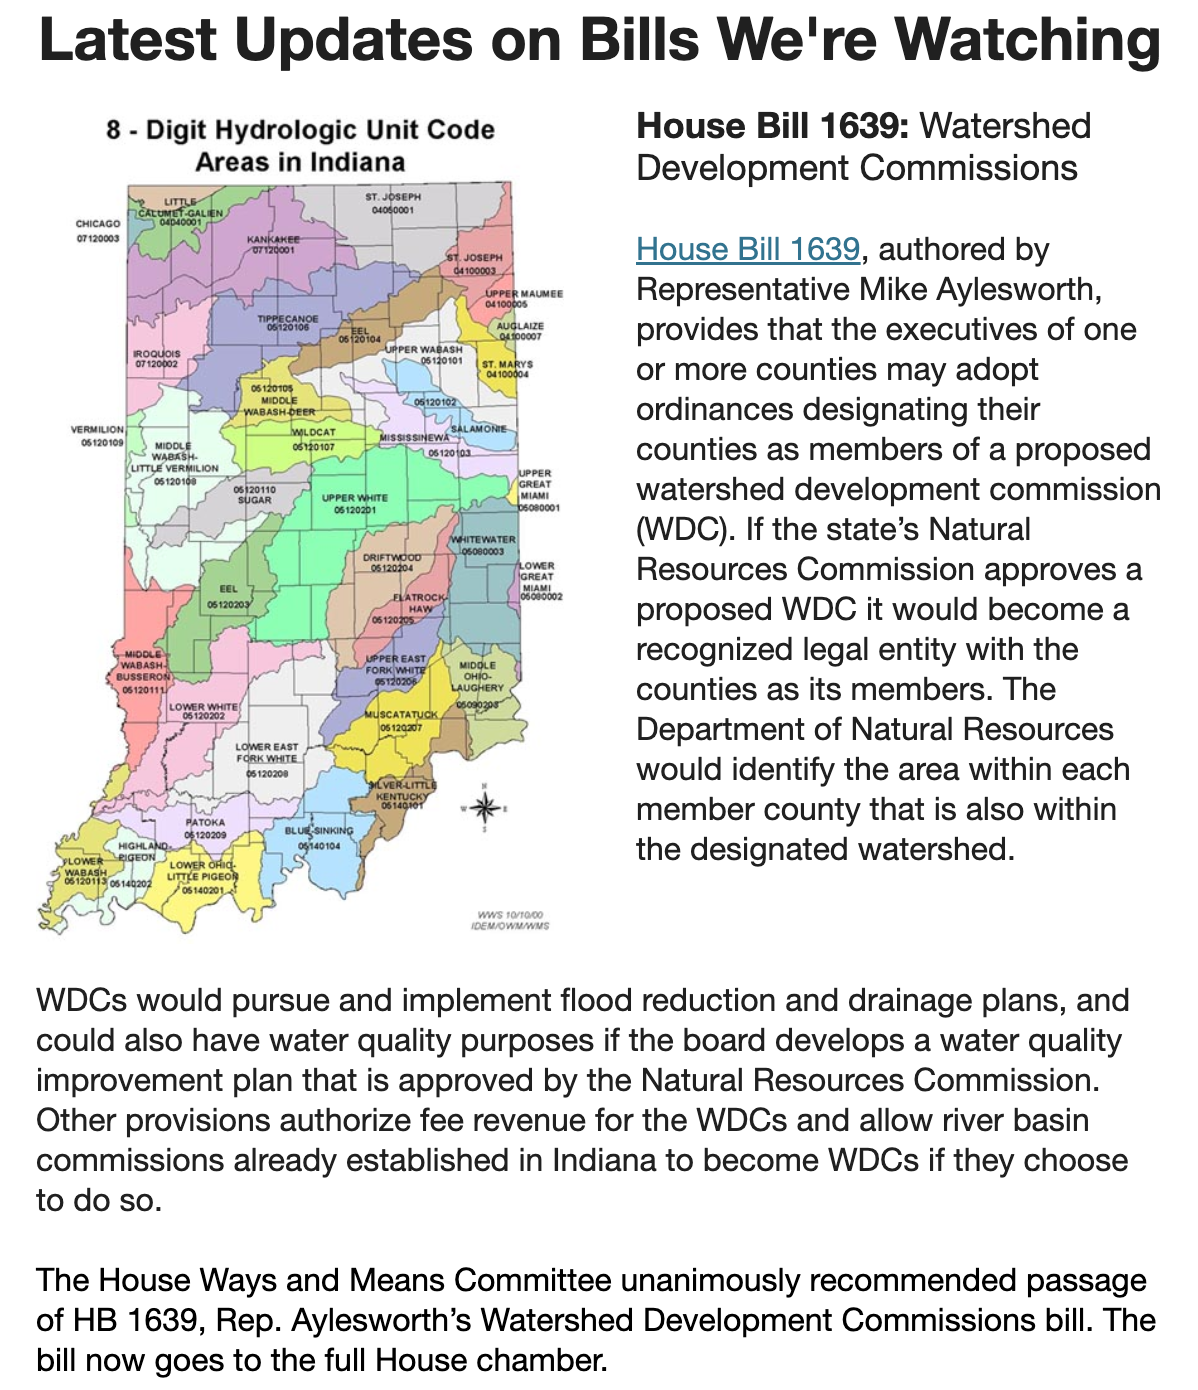 Latest Updates on Bills We're Watching
8 - Digit Hydrologic Unit Code
Areas in Indiana
LITTLE
CALUMET-GALIEN
04040001
ST. JOSEPH
04050001
CHICAGO
07120003
KANKAKEE
07120001
ST. JOSEPH
04100003
UPPER MAUMEE
04100005
TIPPECANOE
05120106
EEL
05120104
AUGLAIZE
04100007
IROQUOIS
07120002
UPPER WABASH
05120101
ST. MARYS
04100004
05120105
MIDDLE
WABASH-DEER
05120102
SALAMONIE
VERMILION
05120109
WILDCAT
05120107
MISSISSINEWA
05120103
MIDDLE
WABASH-
LITTLE VERMILION
05120108
05120110
SUGAR
UPPER WHITE
05120201
UPPER
GREAT
MIAMI
05080001
WHITEWATER
05080003
DRIFTWOOD
05120204
LOWER
GREAT
MIAMI
05080002
EEL
05120203
FLATROCK-
HAW
05120205
MIDDLE
WABASH-
BUSSERON
05120111
UPPER EAST
FORK WHITE
05120206
MIDDLE
OHIO-
LAUGHERY
05090203
LOWER WHITE
05120202
MUSCATATUCK
05120207
LOWER EAST
FORK WHITE
05120208
SILVER-LITTLE
KENTUCKY
05140101
N
W E
S
PATOKA
05120209
BLUE-SINKING
05140104
HIGHLAND-
PIGEON
05140202
LOWER
WABASH
05120113
LOWER OHIO-
LITTLE PIGEON
05140201
WWS 10/10/00
IDEM/OWM/WMS
House Bill 1639: Watershed
Development Commissions
House Bill 1639, authored by
Representative Mike Aylesworth,
provides that the executives of one
or more counties may adopt
ordinances designating their
counties as members of a proposed
watershed development commission
(WDC). If the state’s Natural
Resources Commission approves a
proposed WDC it would become a
recognized legal entity with the
counties as its members. The
Department of Natural Resources
would identify the area within each
member county that is also within
the designated watershed.
WDCs would pursue and implement flood reduction and drainage plans, and
could also have water quality purposes if the board develops a water quality
improvement plan that is approved by the Natural Resources Commission.
Other provisions authorize fee revenue for the WDCs and allow river basin
commissions already established in Indiana to become WDCs if they choose
to do so.
The House Ways and Means Committee unanimously recommended passage
of HB 1639, Rep. Aylesworth’s Watershed Development Commissions bill. The
bill now goes to the full House chamber.